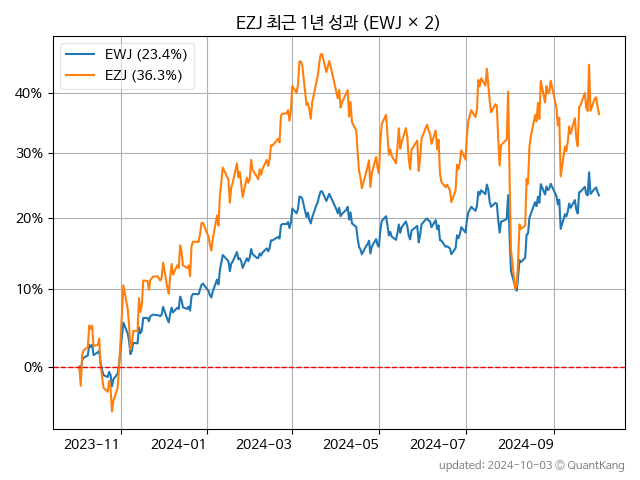 EZJ 최근 1년 성과 (EWJ × 2)
EWJ (23.4%)
EZJ (36.3%)
40%
30%
20%
10%
0%
2023-11 2024-01 2024-03 2024-05 2024-07 2024-09
updated: 2024-10-03 © QuantKang